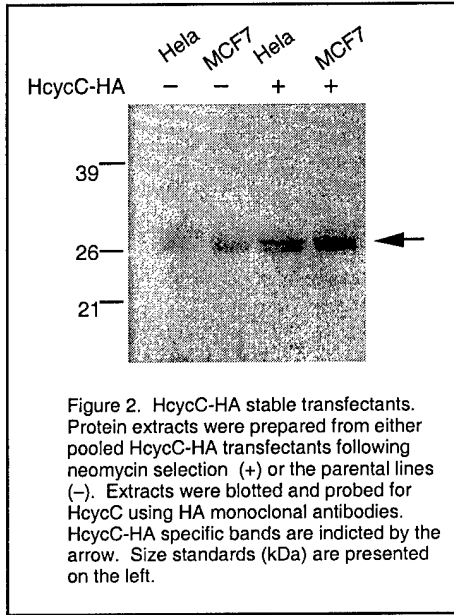 Hela MCF7 Hela MCF7
HcycC-HA – – + +
39
26
21
Figure 2. HcycC-HA stable transfectants.
Protein extracts were prepared from either
pooled HcycC-HA transfectants following
neomycin selection (+) or the parental lines
(–). Extracts were blotted and probed for
HcycC using HA monoclonal antibodies.
HcycC-HA specific bands are indicted by the
arrow. Size standards (kDa) are presented
on the left.